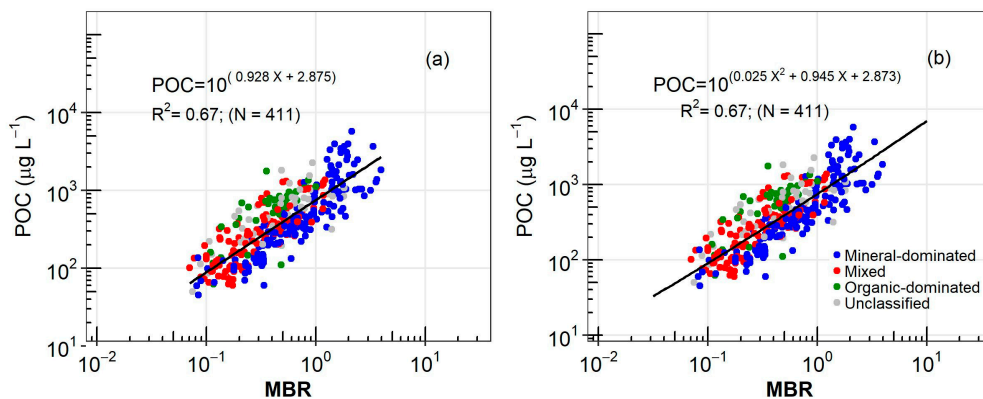 (a)
POC=10^( 0.928 X + 2.875)
R²= 0.67; (N = 411)
POC (µg L⁻¹)
10⁴
10³
10²
10¹
10⁻² 10⁻¹ 10⁰ 10¹
MBR
(b)
POC=10^(0.025 X² + 0.945 X + 2.873)
R²= 0.67; (N = 411)
POC (µg L⁻¹)
10⁴
10³
10²
10¹
Mineral-dominated
Mixed
Organic-dominated
Unclassified
10⁻² 10⁻¹ 10⁰ 10¹
MBR